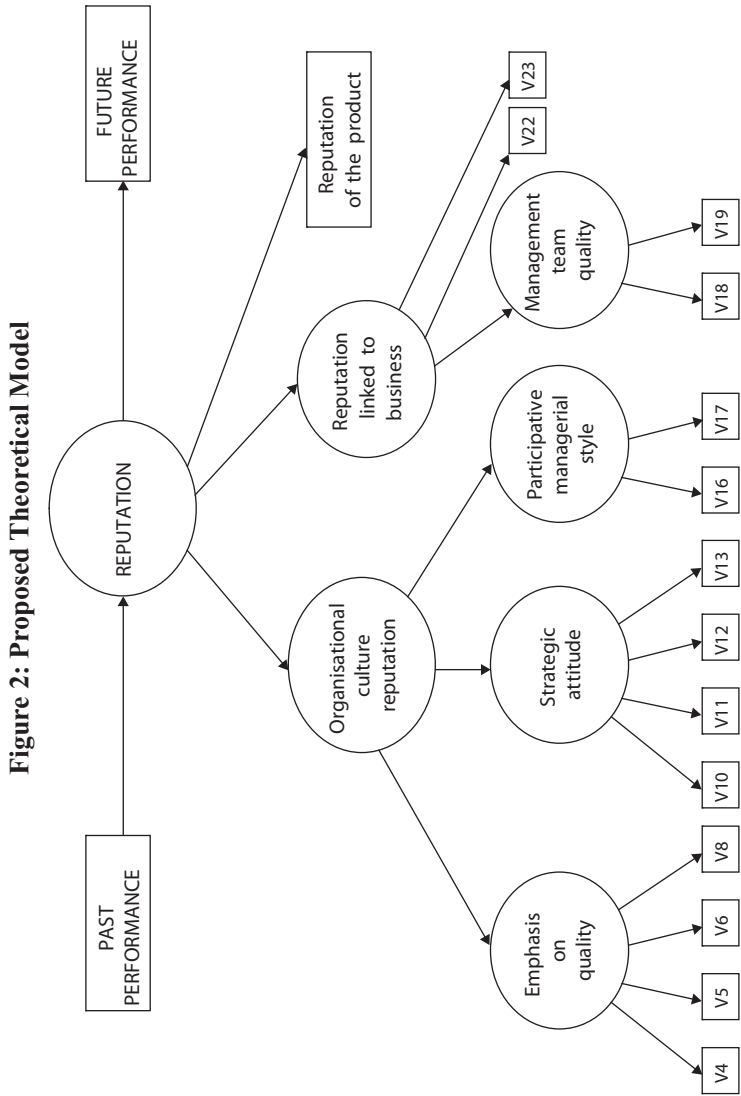 Figure 2: Proposed Theoretical Model
PAST
PERFORMANCE
REPUTATION
FUTURE
PERFORMANCE
Organisational
culture
reputation
Reputation
linked to
business
Reputation
of the product
Emphasis
on
quality
Strategic
attitude
Participative
managerial
style
Management
team
quality
V22
V23
V4
V5
V6
V8
V10
V11
V12
V13
V16
V17
V18
V19